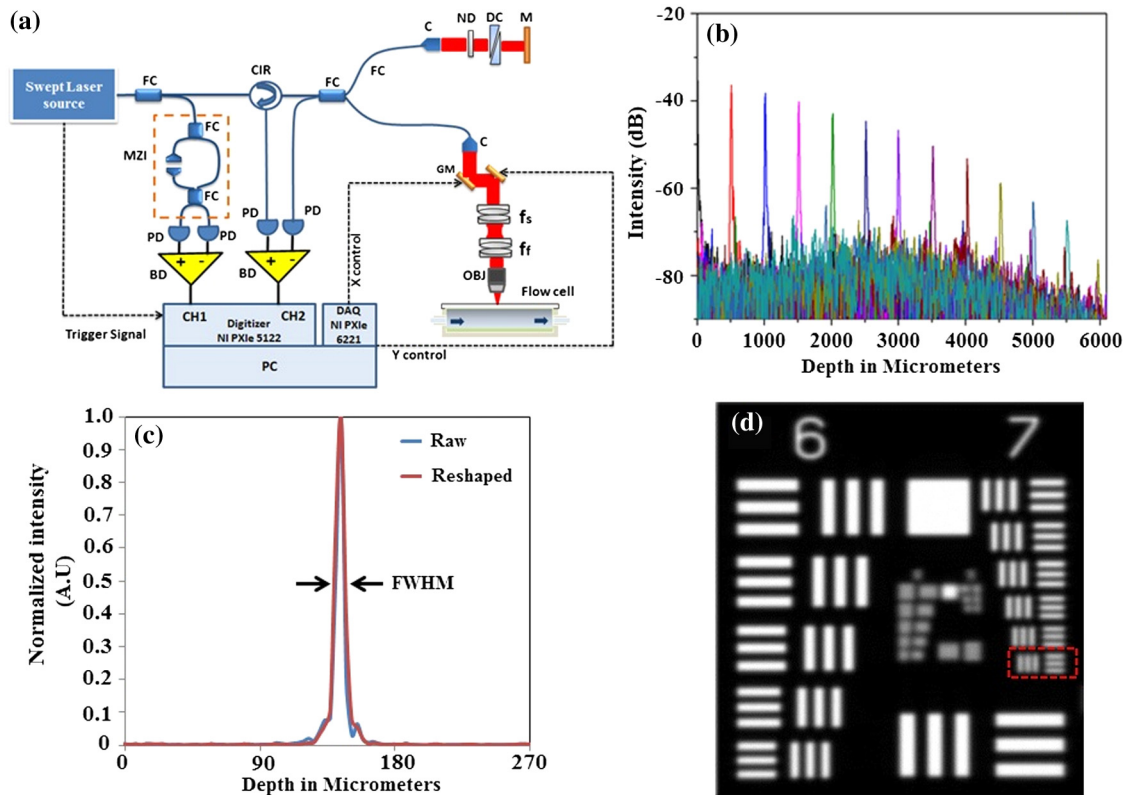 (a)
Swept Laser
source
FC
CIR
FC
FC
C
ND
DC
M
MZI
FC
FC
PD
PD
PD
PD
+ -
+ -
BD
BD
C
GM
fs
ff
OBJ
Flow cell
X control
Y control
Trigger Signal
CH1
CH2
Digitizer
NI PXIe 5122
DAQ
NI PXIe
6221
PC
(b)
Intensity (dB)
-20
-40
-60
-80
0
1000
2000
3000
4000
5000
6000
Depth in Micrometers
(c)
Normalized intensity
(A.U)
1.0
0.9
0.8
0.7
0.6
0.5
0.4
0.3
0.2
0.1
0
Raw
Reshaped
FWHM
0
90
180
270
Depth in Micrometers
(d)
6
7